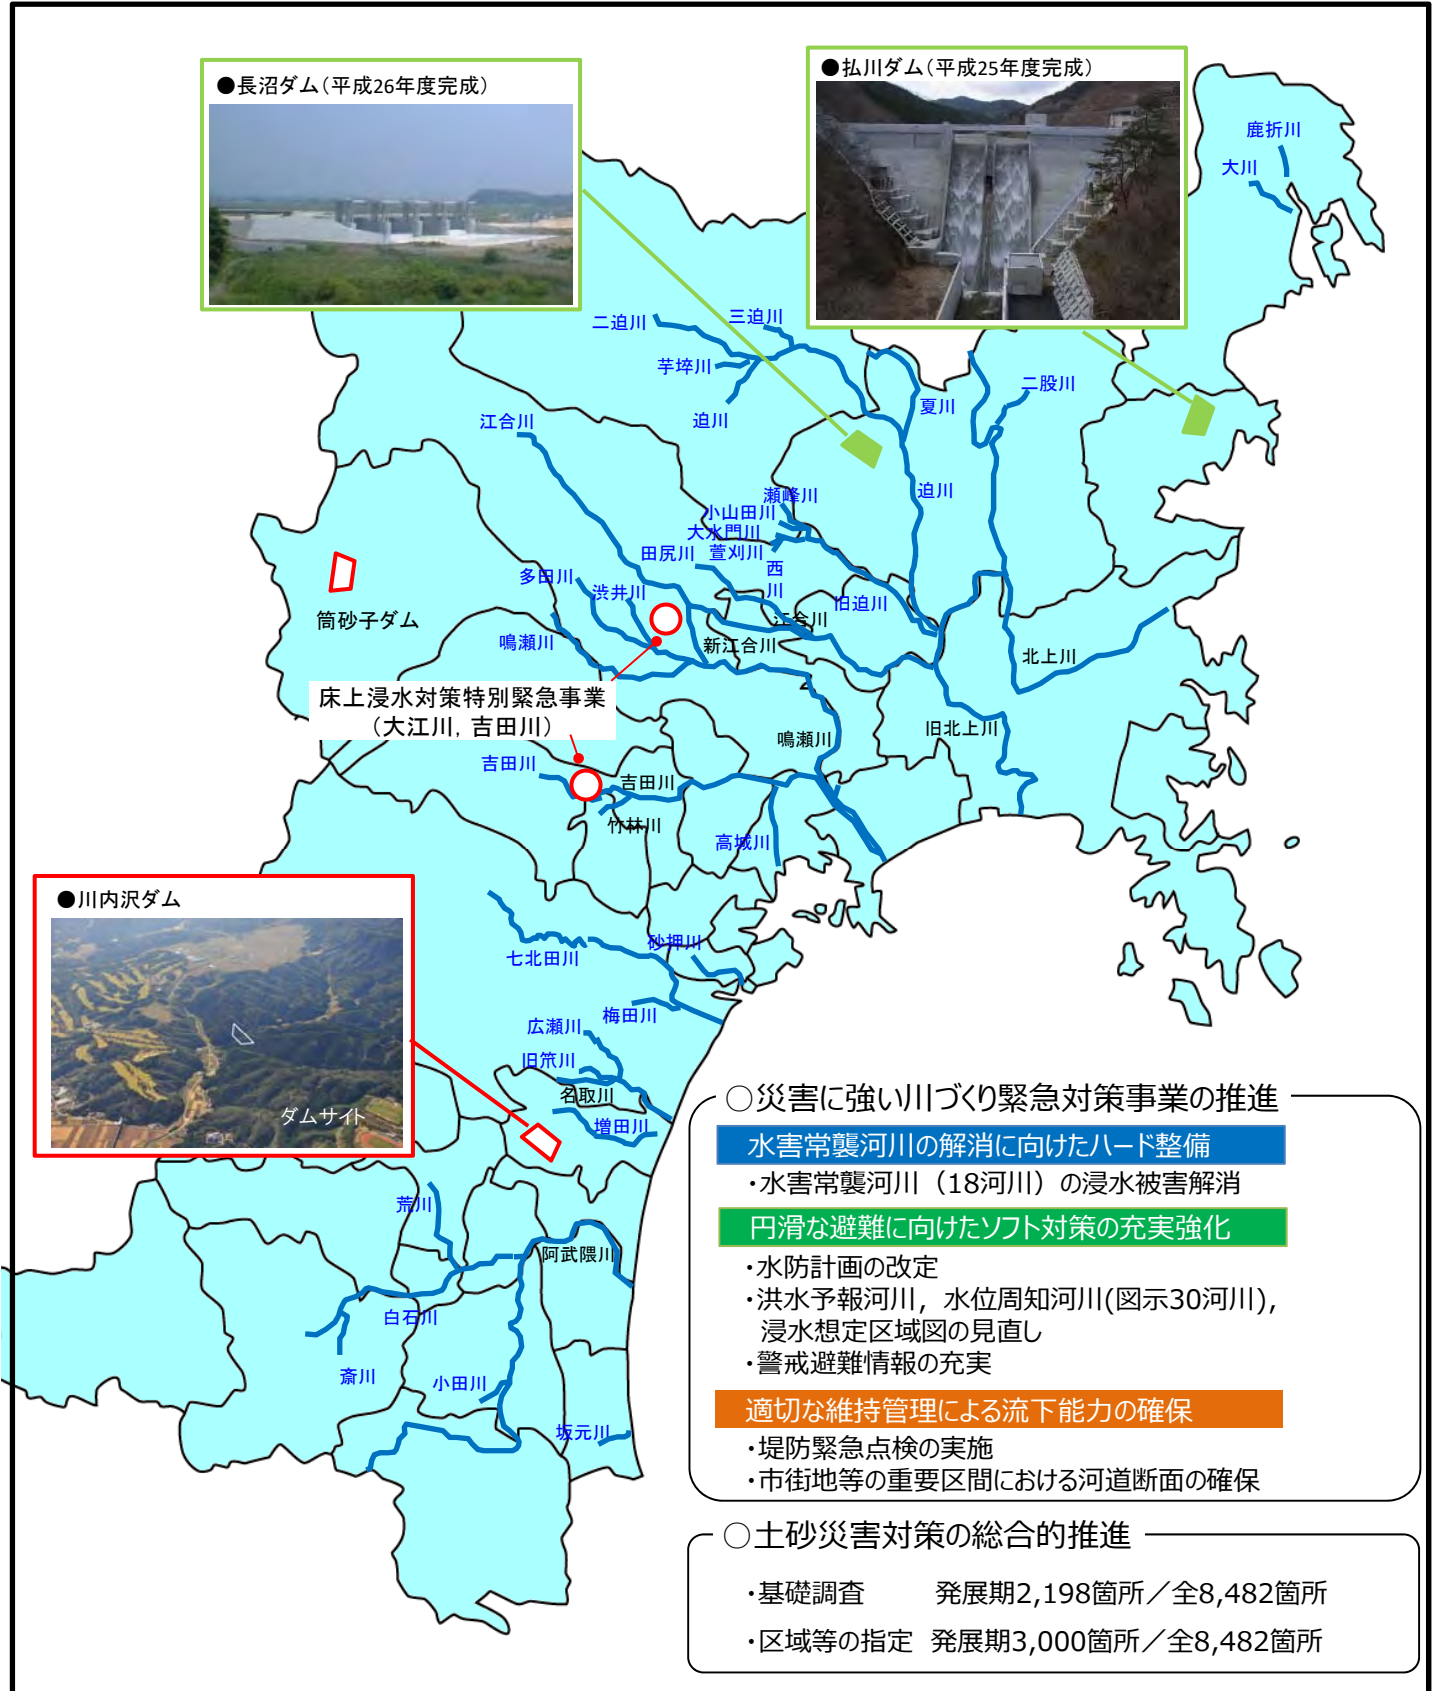 ●長沼ダム（平成26年度完成）
●払川ダム（平成25年度完成）
鹿折川
大川
二迫川
三迫川
芋埣川
迫川
江合川
夏川
二股川
迫川
瀬峰川
小山田川
大水門川
萱刈川
田尻川
西川
多田川
渋井川
旧迫川
江合川
筒砂子ダム
鳴瀬川
新江合川
北上川
床上浸水対策特別緊急事業
（大江川，吉田川）
鳴瀬川
旧北上川
吉田川
吉田川
竹林川
高城川
●川内沢ダム
ダムサイト
七北田川
砂押川
梅田川
広瀬川
旧笊川
名取川
増田川
荒川
阿武隈川
白石川
斎川
小田川
坂元川
○災害に強い川づくり緊急対策事業の推進
水害常襲河川の解消に向けたハード整備
・水害常襲河川（18河川）の浸水被害解消
円滑な避難に向けたソフト対策の充実強化
・水防計画の改定
・洪水予報河川，水位周知河川(図示30河川)，
浸水想定区域図の見直し
・警戒避難情報の充実
適切な維持管理による流下能力の確保
・堤防緊急点検の実施
・市街地等の重要区間における河道断面の確保
○土砂災害対策の総合的推進
・基礎調査　　発展期2,198箇所／全8,482箇所
・区域等の指定 発展期3,000箇所／全8,482箇所